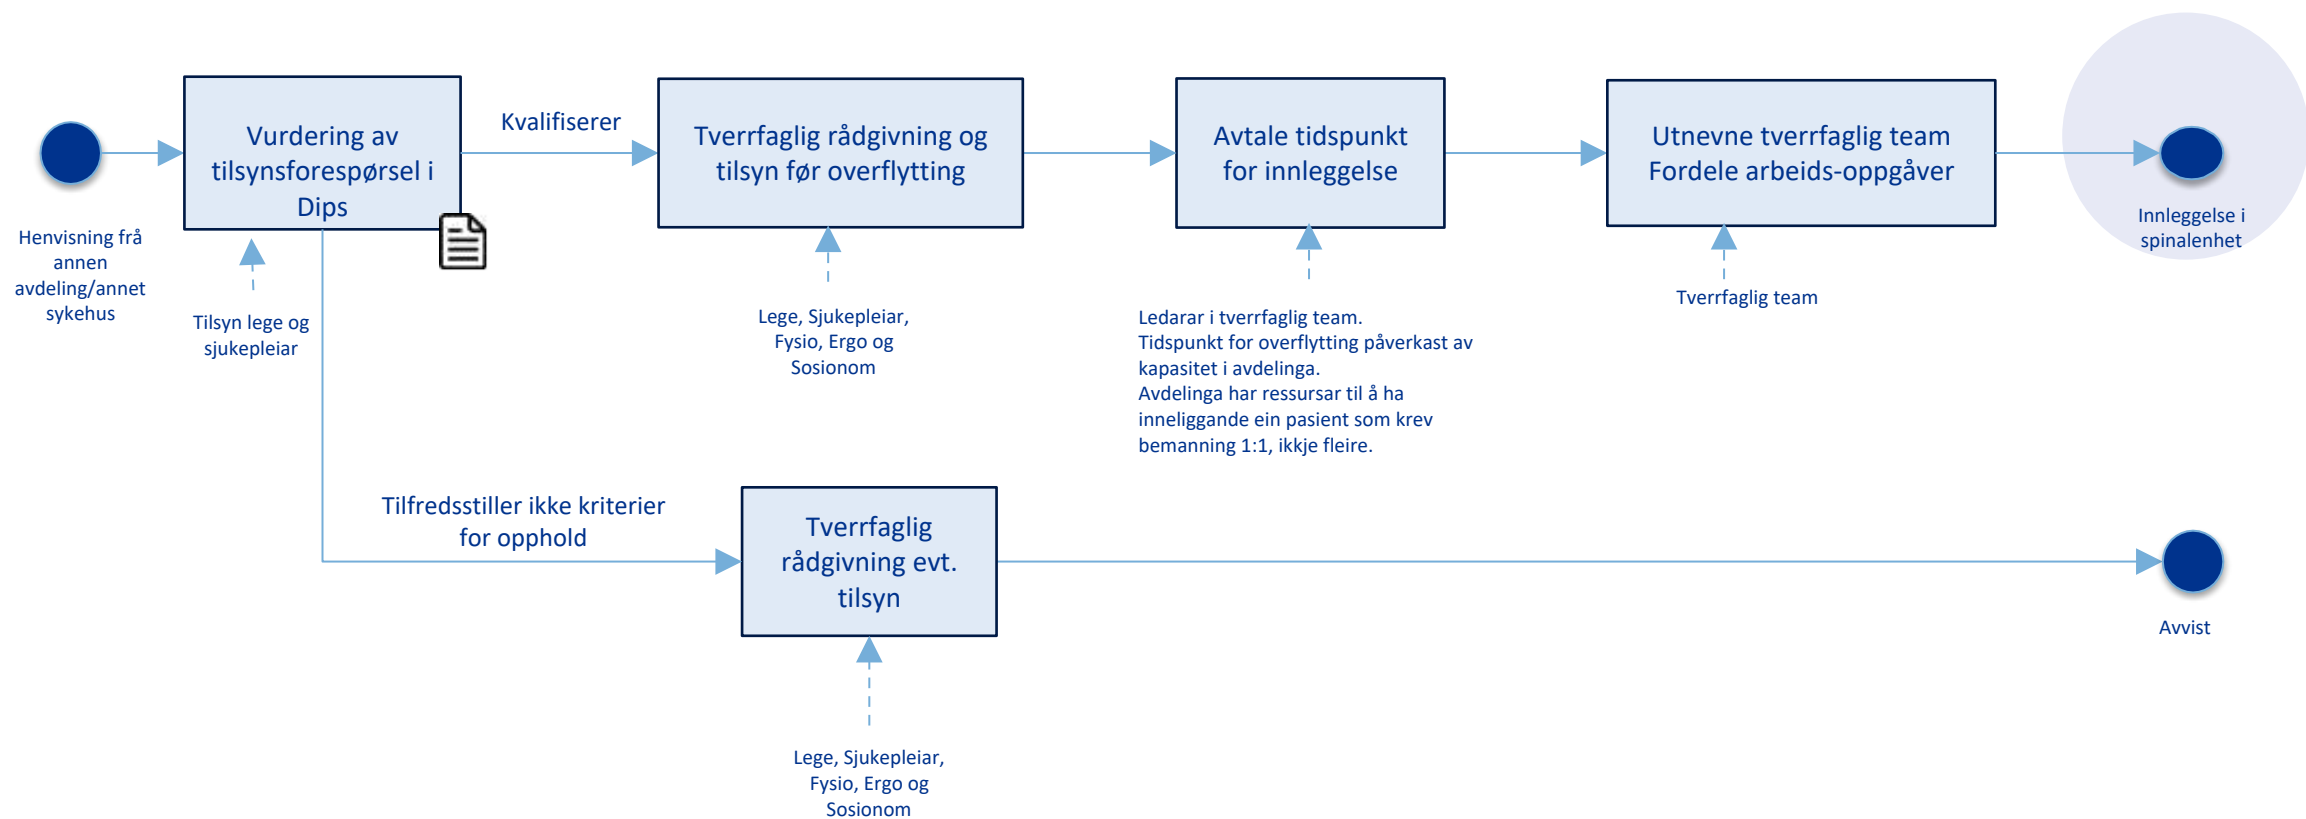 Vurdering av
tilsynsforespørsel i
Dips
Kvalifiserer
Tverrfaglig rådgivning og
tilsyn før overflytting
Avtale tidspunkt
for innleggelse
Utnevne tverrfaglig team
Fordele arbeids-oppgåver
Henvisning frå
annen
avdeling/annet
sykehus
Innleggelse i
spinalenhet
Tilsyn lege og
sjukepleiar
Lege, Sjukepleiar,
Fysio, Ergo og
Sosionom
Ledarar i tverrfaglig team.
Tidspunkt for overflytting påverkast av
kapasitet i avdelinga.
Avdelinga har ressursar til å ha
inneliggande ein pasient som krev
bemanning 1:1, ikkje fleire.
Tverrfaglig team
Tilfredsstiller ikke kriterier
for opphold
Tverrfaglig
rådgivning evt.
tilsyn
Avvist
Lege, Sjukepleiar,
Fysio, Ergo og
Sosionom